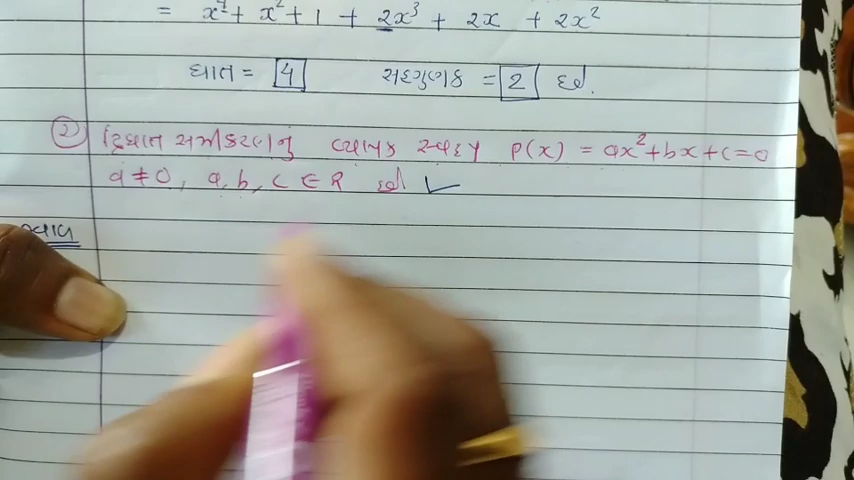 = x⁴ + x² + 1 + 2x³ + 2x + 2x²
ઘાત = 4 સહગુણક = 2 છે.
② દ્વિઘાત સમીકરણનું વ્યાપક સ્વરૂપ P(x) = ax² + bx + c = 0
a ≠ 0, a, b, c ∈ R છે ✓